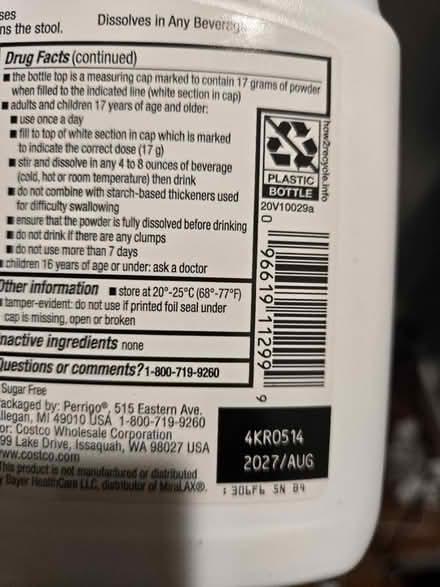 ses
ns the stool.
Dissolves in Any Beverag
Drug Facts (continued)
■ the bottle top is a measuring cap marked to contain 17 grams of powder
when filled to the indicated line (white section in cap)
■ adults and children 17 years of age and older:
■ use once a day
■ fill to top of white section in cap which is marked
to indicate the correct dose (17 g)
■ stir and dissolve in any 4 to 8 ounces of beverage
(cold, hot or room temperature) then drink
■ do not combine with starch-based thickeners used
for difficulty swallowing
■ ensure that the powder is fully dissolved before drinking
■ do not drink if there are any clumps
■ do not use more than 7 days
■ children 16 years of age or under: ask a doctor
Other information ■ store at 20°-25°C (68°-77°F)
■ tamper-evident: do not use if printed foil seal under
cap is missing, open or broken
Inactive ingredients none
Questions or comments? 1-800-719-9260
Sugar Free
Packaged by: Perrigo®, 515 Eastern Ave.
Allegan, MI 49010 USA 1-800-719-9260
or: Costco Wholesale Corporation
99 Lake Drive, Issaquah, WA 98027 USA
www.costco.com
This product is not manufactured or distributed
y Bayer HealthCare LLC, distributor of MiraLAX®.
how2recycle.info
PLASTIC
BOTTLE
20V10029a
0 96619 11299 9
4KR0514
2027/AUG